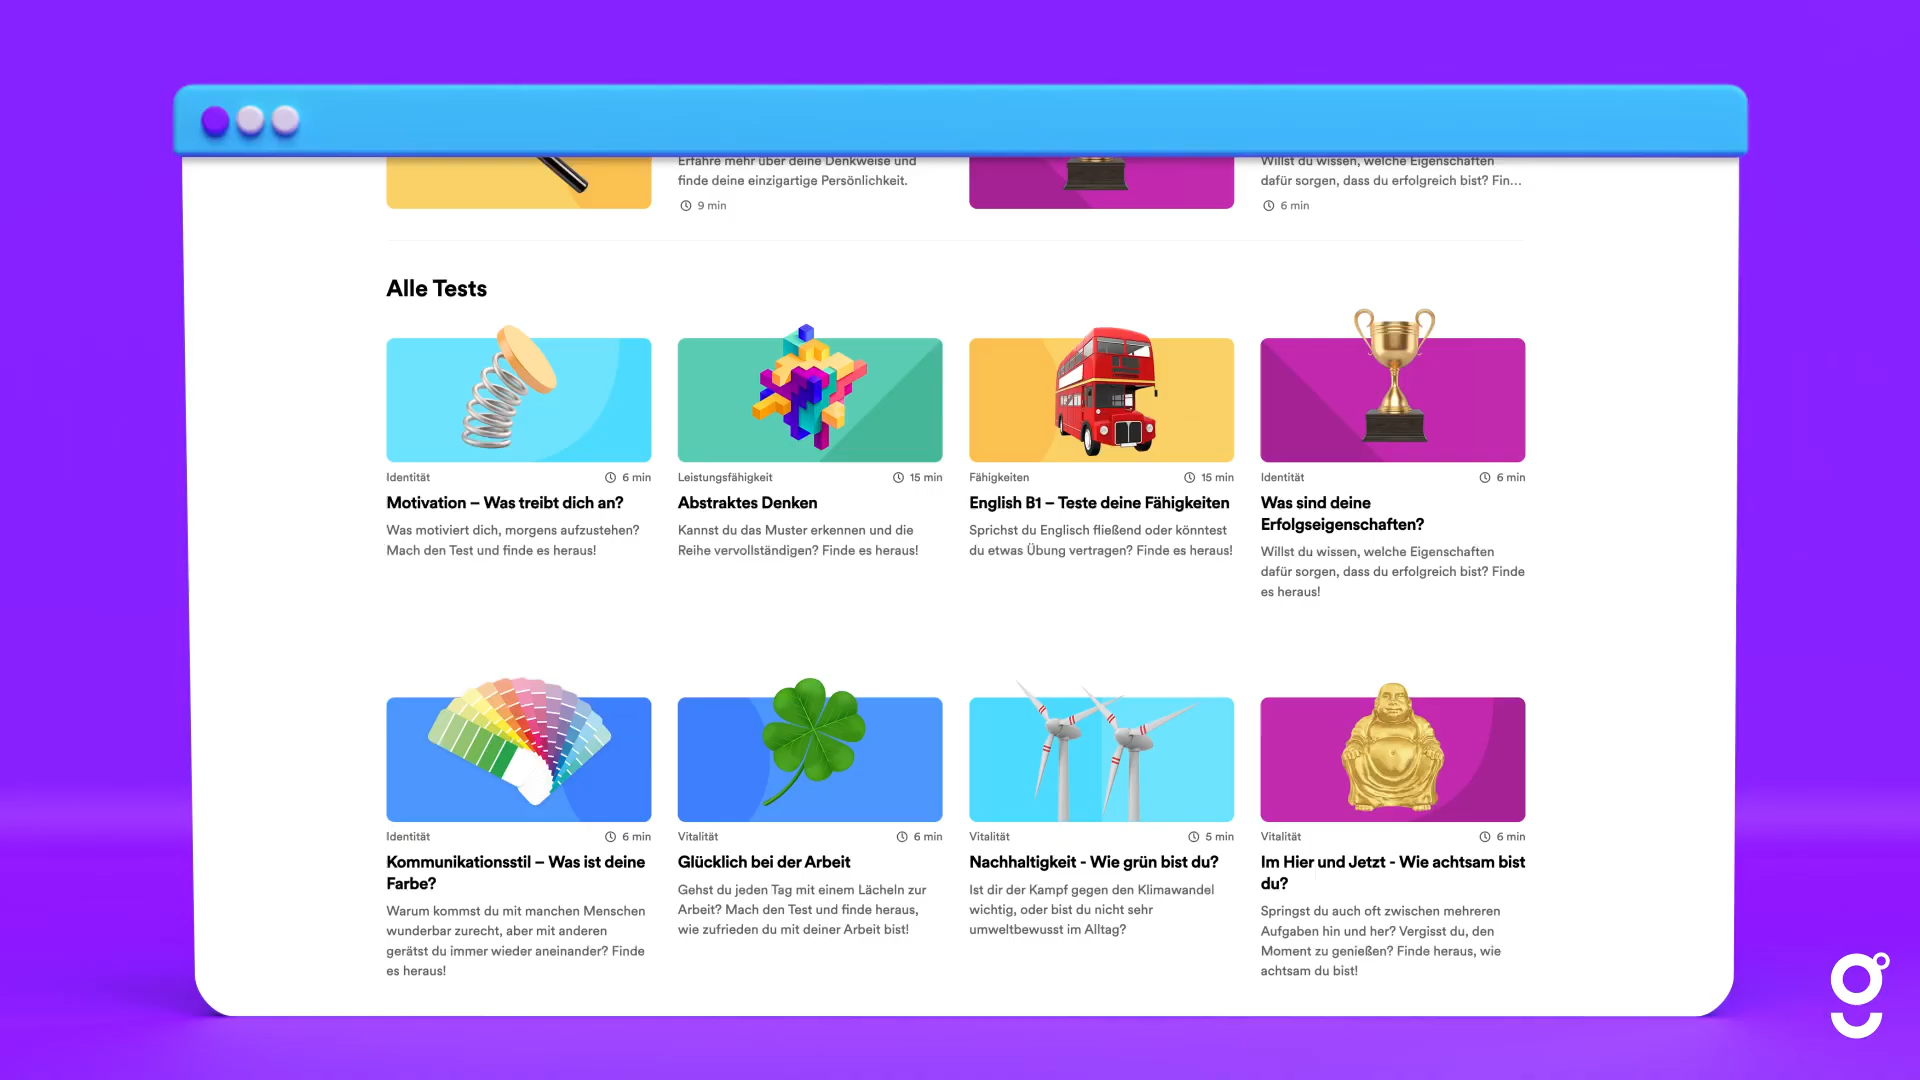 Erfahre mehr über deine Denkweise und
finde deine einzigartige Persönlichkeit.
9 min
Willst du wissen, welche Eigenschaften
dafür sorgen, dass du erfolgreich bist? Fin...
6 min
Alle Tests
Identität 6 min
Motivation – Was treibt dich an?
Was motiviert dich, morgens aufzustehen?
Mach den Test und finde es heraus!
Leistungsfähigkeit 15 min
Abstraktes Denken
Kannst du das Muster erkennen und die
Reihe vervollständigen? Finde es heraus!
Fähigkeiten 15 min
English B1 – Teste deine Fähigkeiten
Sprichst du Englisch fließend oder könntest
du etwas Übung vertragen? Finde es heraus!
Identität 6 min
Was sind deine
Erfolgseigenschaften?
Willst du wissen, welche Eigenschaften
dafür sorgen, dass du erfolgreich bist? Finde
es heraus!
Identität 6 min
Kommunikationsstil – Was ist deine
Farbe?
Warum kommst du mit manchen Menschen
wunderbar zurecht, aber mit anderen
gerätst du immer wieder aneinander? Finde
es heraus!
Vitalität 6 min
Glücklich bei der Arbeit
Gehst du jeden Tag mit einem Lächeln zur
Arbeit? Mach den Test und finde heraus,
wie zufrieden du mit deiner Arbeit bist!
Vitalität 5 min
Nachhaltigkeit - Wie grün bist du?
Ist dir der Kampf gegen den Klimawandel
wichtig, oder bist du nicht sehr
umweltbewusst im Alltag?
Vitalität 6 min
Im Hier und Jetzt - Wie achtsam bist
du?
Springst du auch oft zwischen mehreren
Aufgaben hin und her? Vergisst du, den
Moment zu genießen? Finde heraus, wie
achtsam du bist!